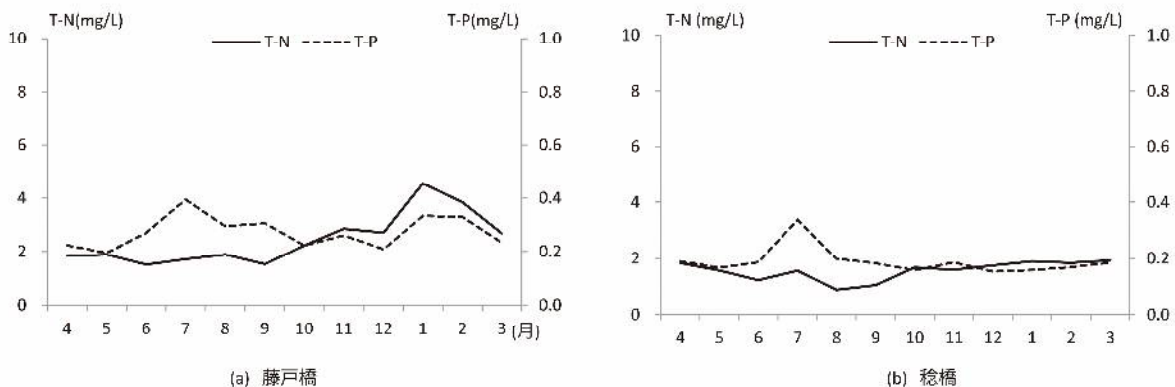 T-N(mg/L)
T-P(mg/L)
T-N
T-P
10
8
6
4
2
0
1.0
0.8
0.6
0.4
0.2
0.0
4 5 6 7 8 9 10 11 12 1 2 3 (月)
(a) 藤戸橋
T-N (mg/L)
T-P (mg/L)
T-N
T-P
10
8
6
4
2
0
1.0
0.8
0.6
0.4
0.2
0.0
4 5 6 7 8 9 10 11 12 1 2 3
(b) 稔橋